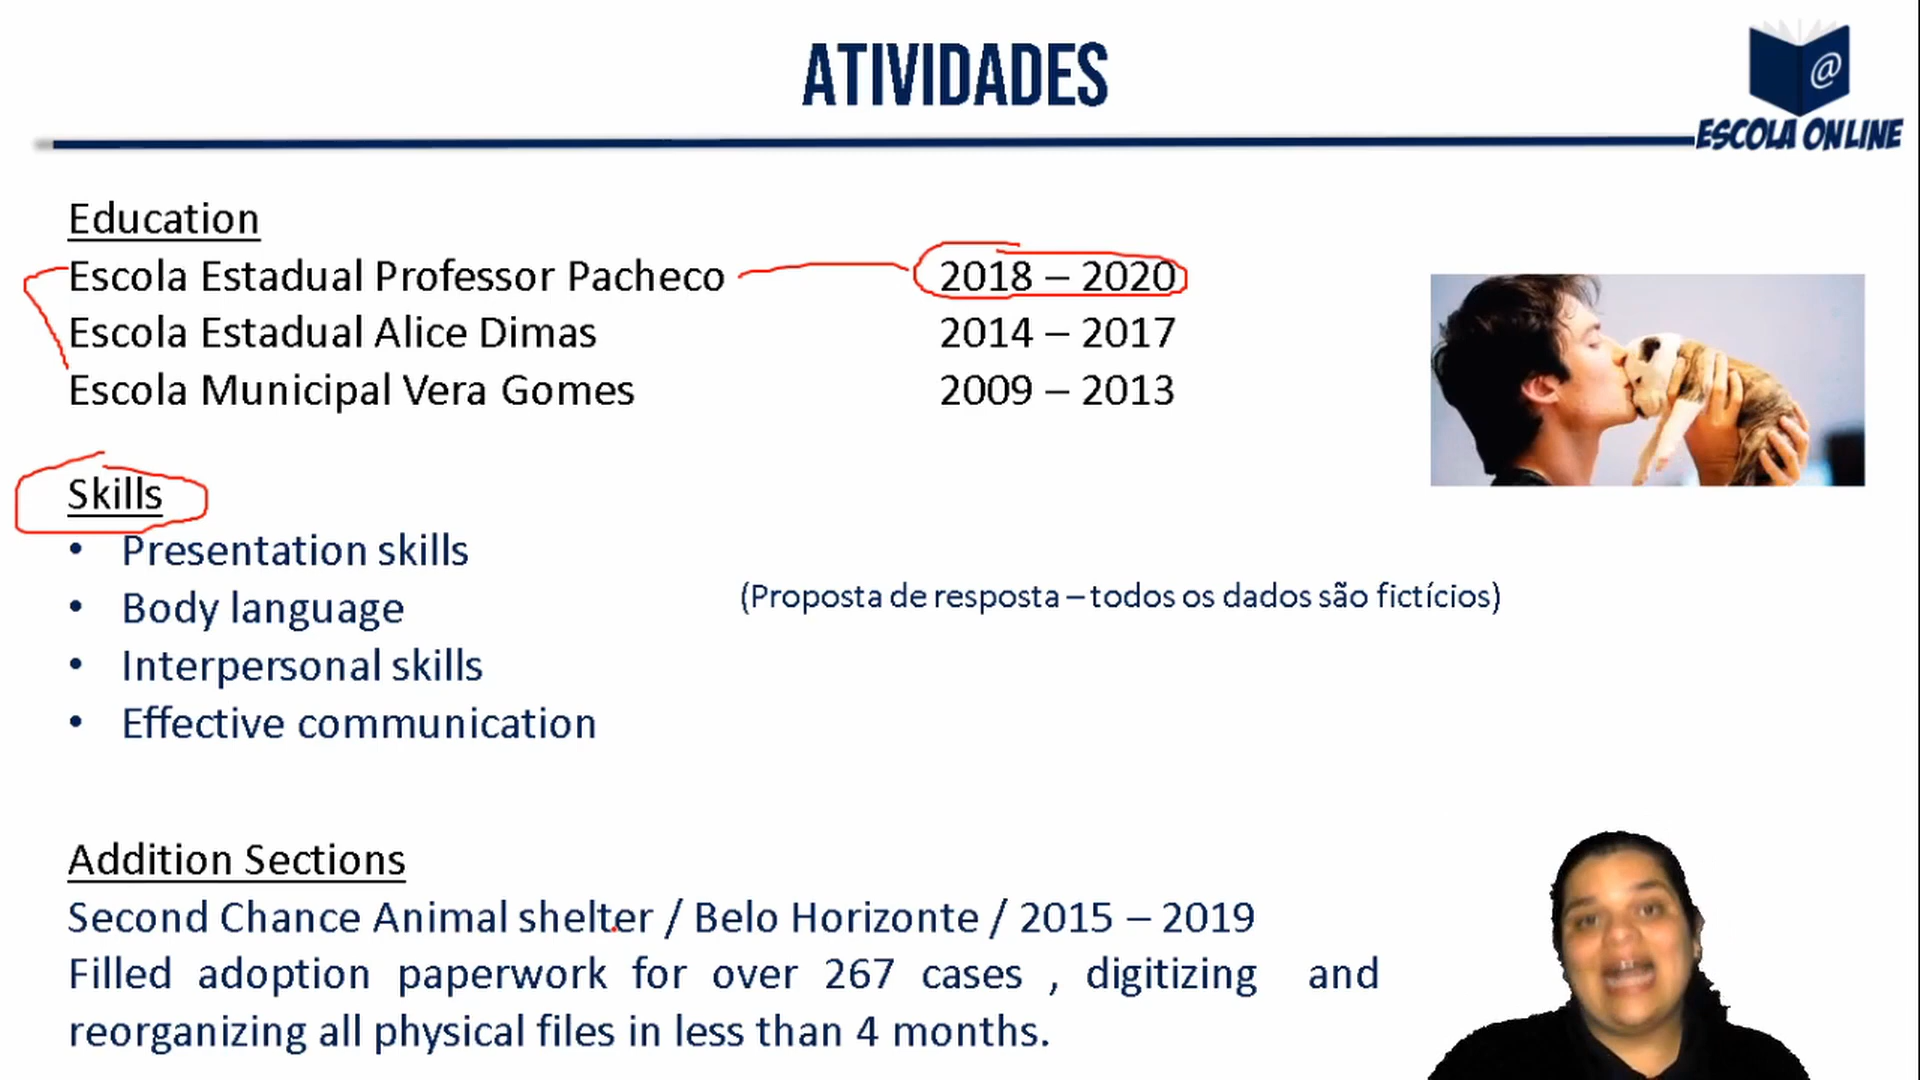 ATIVIDADES
@
ESCOLA ONLINE
Education
Escola Estadual Professor Pacheco 2018 – 2020
Escola Estadual Alice Dimas 2014 – 2017
Escola Municipal Vera Gomes 2009 – 2013
Skills
• Presentation skills
• Body language
• Interpersonal skills
• Effective communication
(Proposta de resposta – todos os dados são fictícios)
Addition Sections
Second Chance Animal shelter / Belo Horizonte / 2015 – 2019
Filled adoption paperwork for over 267 cases , digitizing and
reorganizing all physical files in less than 4 months.